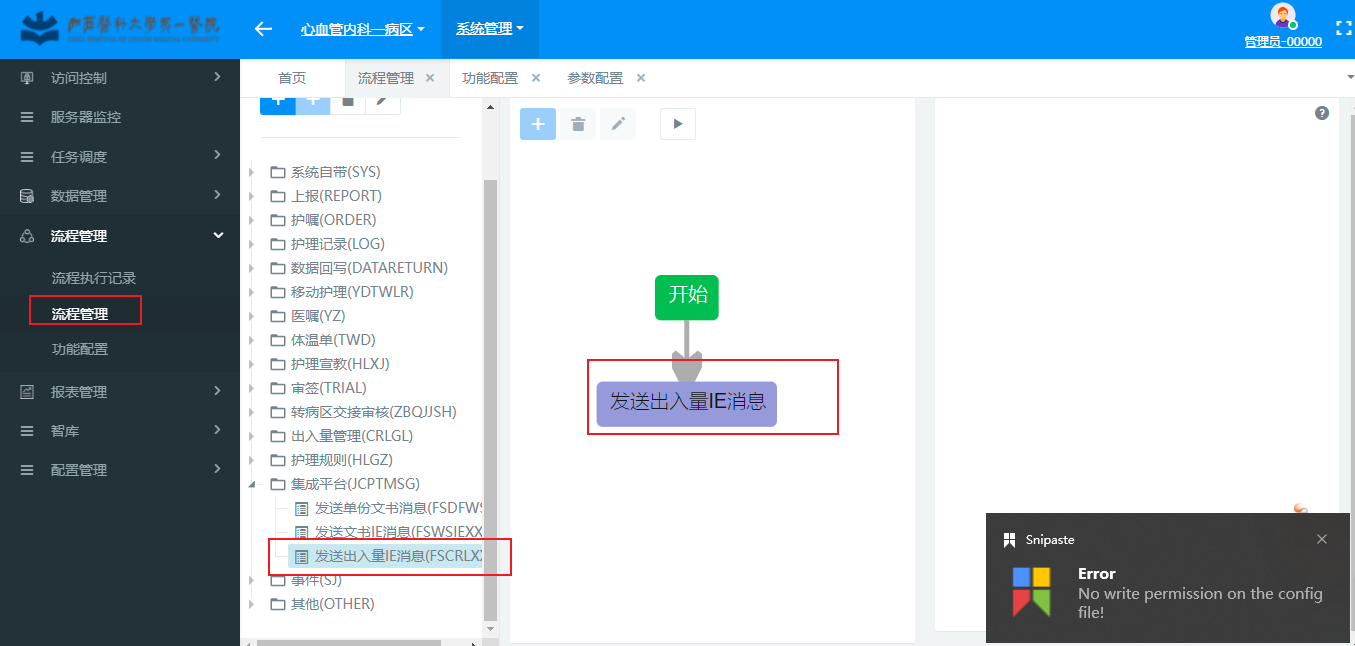 心血管内科一病区
系统管理
管理员-00000
访问控制
服务器监控
任务调度
数据管理
流程管理
流程执行记录
流程管理
功能配置
报表管理
智库
配置管理
首页
流程管理
功能配置
参数配置
系统自带(SYS)
上报(REPORT)
护嘱(ORDER)
护理记录(LOG)
数据回写(DATARETURN)
移动护理(YDTWLR)
医嘱(YZ)
体温单(TWD)
护理宣教(HLXJ)
审签(TRIAL)
转病区交接审核(ZBQJJSH)
出入量管理(CRLGL)
护理规则(HLGZ)
集成平台(JCPTMSG)
发送单份文书消息(FSDFWS
发送文书IE消息(FSWSIEXX
发送出入量IE消息(FSCRLX
事件(SJ)
其他(OTHER)
开始
发送出入量IE消息
Snipaste
Error
No write permission on the config
file!